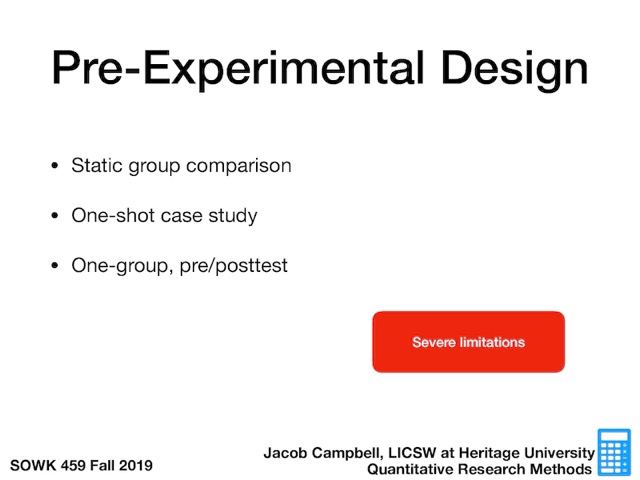 Pre-Experimental Design
• Static group comparison
• One-shot case study
• One-group, pre/posttest
Severe limitations
SOWK 459 Fall 2019
Jacob Campbell, LICSW at Heritage University
Quantitative Research Methods